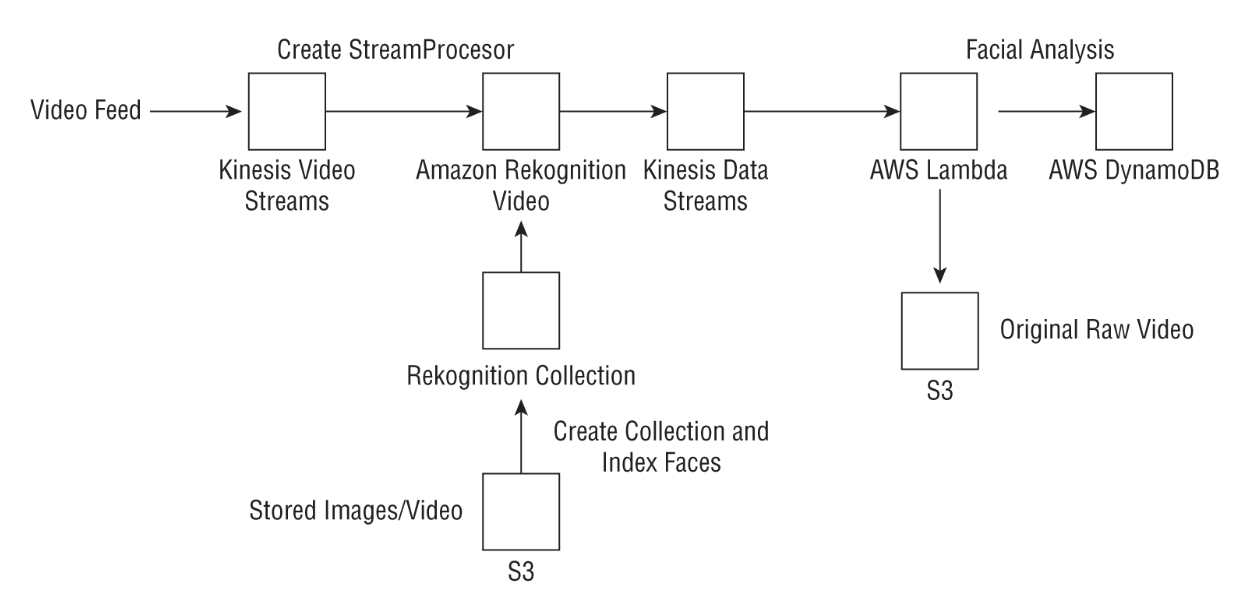 Create StreamProcesor
Facial Analysis
Video Feed
Kinesis Video
Streams
Amazon Rekognition
Video
Kinesis Data
Streams
AWS Lambda
AWS DynamoDB
Rekognition Collection
Original Raw Video
S3
Create Collection and
Index Faces
Stored Images/Video
S3